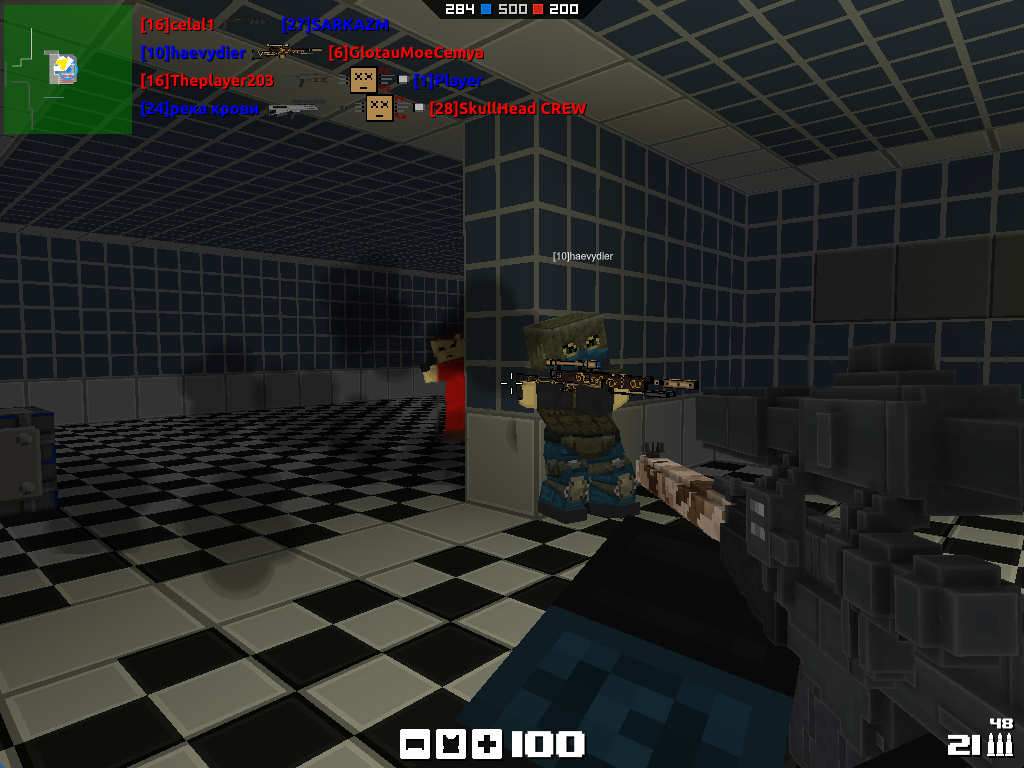 284 500 200
[16]celal1 [27]SARKAZM
[10]haevydier [6]GlotauMoeCemya
[16]Theplayer203 [1]Player
[24]река крови [28]SkullHead CREW
[10]haevydier
100
48
21